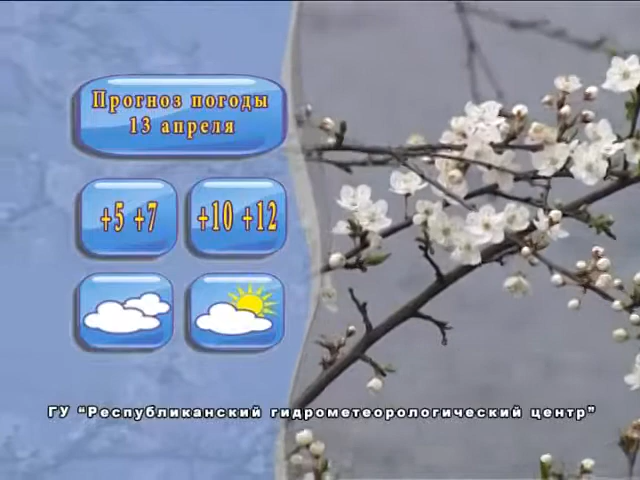 Прогноз погоды
13 апреля
+5 +7
+10 +12
ГУ “Республиканский гидрометеорологический центр”